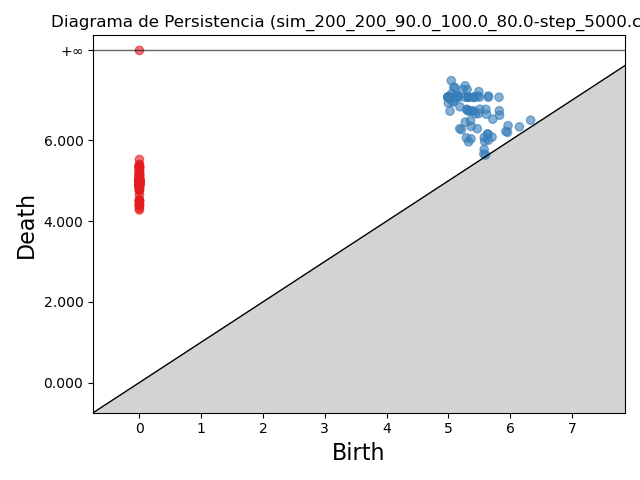 Diagrama de Persistencia (sim_200_200_90.0_100.0_80.0-step_5000.c
+∞
6.000
4.000
2.000
0.000
Death
0 1 2 3 4 5 6 7
Birth